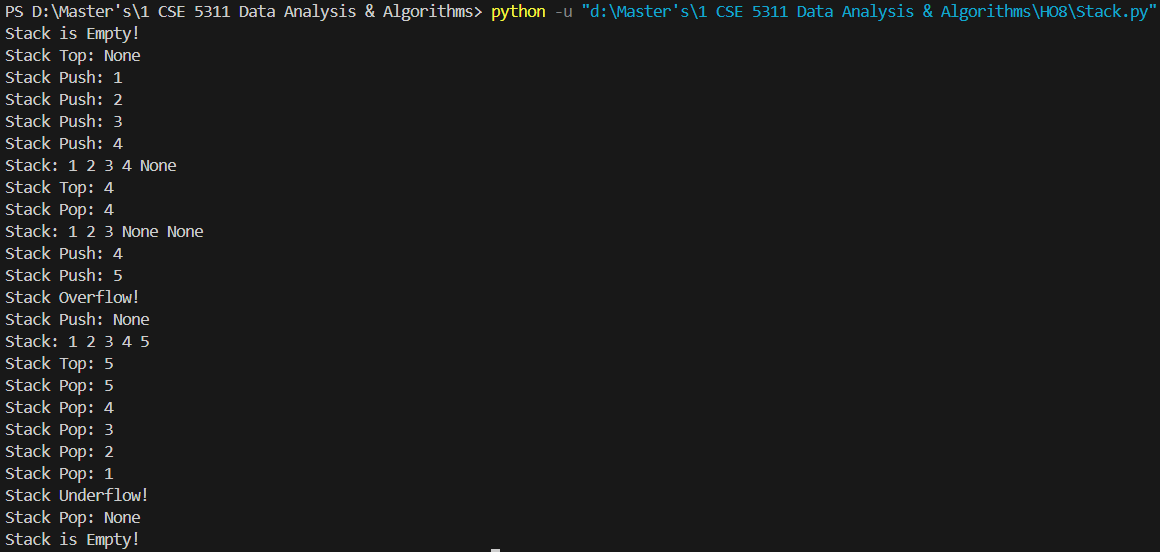 PS D:\Master's\1 CSE 5311 Data Analysis & Algorithms> python -u "d:\Master's\1 CSE 5311 Data Analysis & Algorithms\HO8\Stack.py"
Stack is Empty!
Stack Top: None
Stack Push: 1
Stack Push: 2
Stack Push: 3
Stack Push: 4
Stack: 1 2 3 4 None
Stack Top: 4
Stack Pop: 4
Stack: 1 2 3 None None
Stack Push: 4
Stack Push: 5
Stack Overflow!
Stack Push: None
Stack: 1 2 3 4 5
Stack Top: 5
Stack Pop: 5
Stack Pop: 4
Stack Pop: 3
Stack Pop: 2
Stack Pop: 1
Stack Underflow!
Stack Pop: None
Stack is Empty!